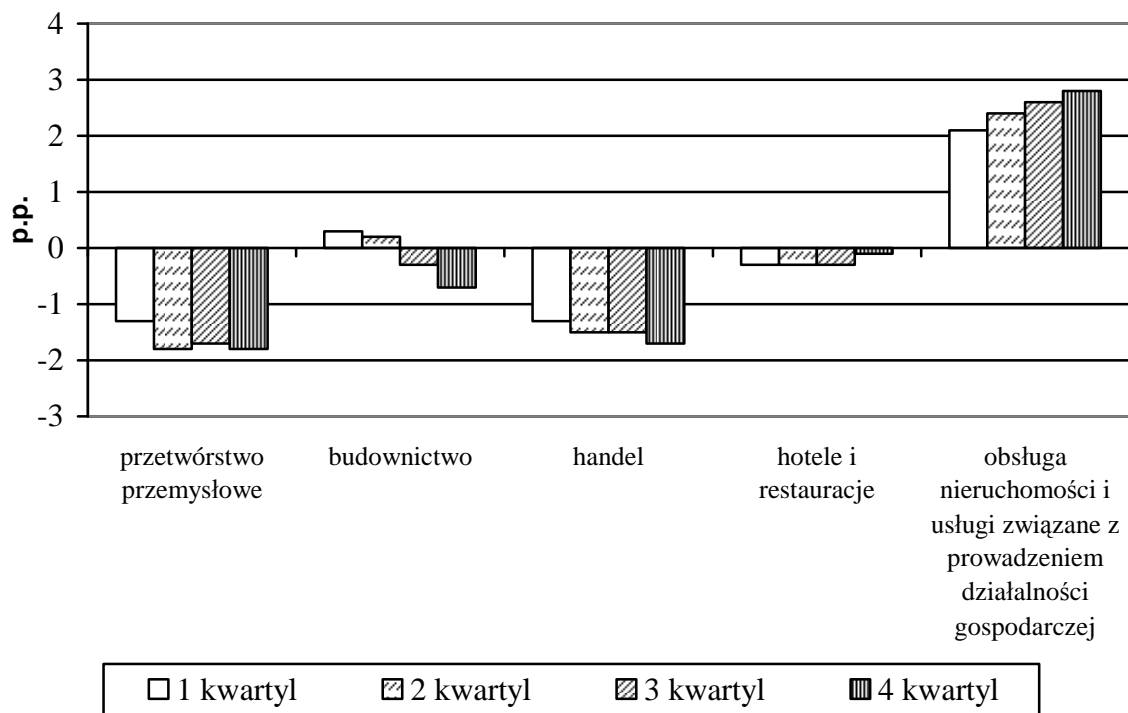 4
3
2
1
0
-1
-2
-3
p.p.
przetwórstwo
przemysłowe
budownictwo
handel
hotele i
restauracje
obsługa
nieruchomości i
usługi związane z
prowadzeniem
działalności
gospodarczej
1 kwartyl
2 kwartyl
3 kwartyl
4 kwartyl